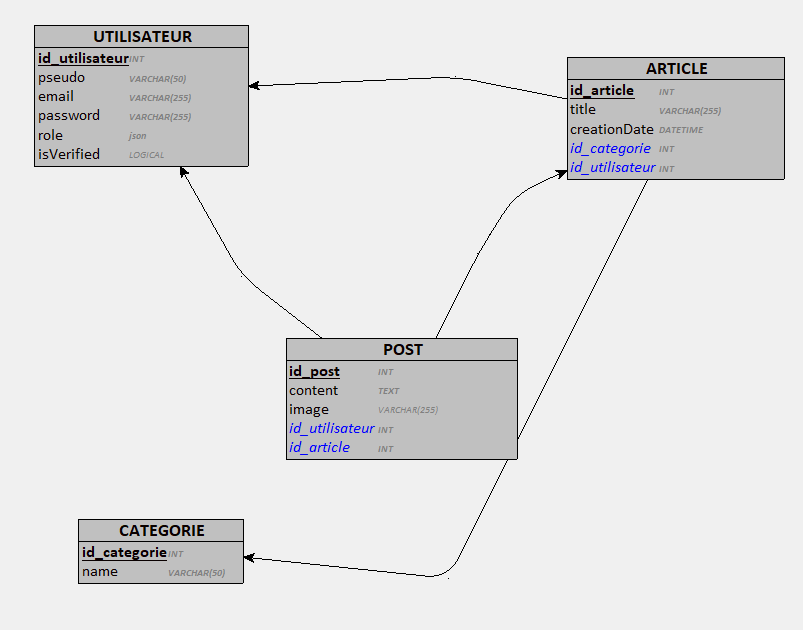 UTILISATEUR
id_utilisateur INT
pseudo VARCHAR(50)
email VARCHAR(255)
password VARCHAR(255)
role json
isVerified LOGICAL
ARTICLE
id_article INT
title VARCHAR(255)
creationDate DATETIME
id_categorie INT
id_utilisateur INT
POST
id_post INT
content TEXT
image VARCHAR(255)
id_utilisateur INT
id_article INT
CATEGORIE
id_categorie INT
name VARCHAR(50)